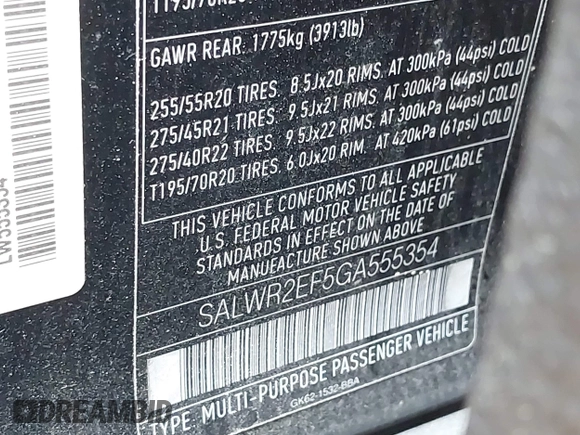 GAWR REAR: 1775kg (3913lb)
255/55R20 TIRES: 8.5Jx20 RIMS. AT 300kPa (44psi) COLD
275/45R21 TIRES: 9.5Jx21 RIMS. AT 300kPa (44psi) COLD
275/40R22 TIRES: 9.5Jx22 RIMS. AT 300kPa (44psi) COLD
T195/70R20 TIRES: 6.0Jx20 RIM. AT 420kPa (61psi) COLD
THIS VEHICLE CONFORMS TO ALL APPLICABLE
U.S. FEDERAL MOTOR VEHICLE SAFETY
STANDARDS IN EFFECT ON THE DATE OF
MANUFACTURE SHOWN ABOVE
SALWR2EF5GA555354
TYPE: MULTI-PURPOSE PASSENGER VEHICLE
GK62-1532-BBA
DREAMBID